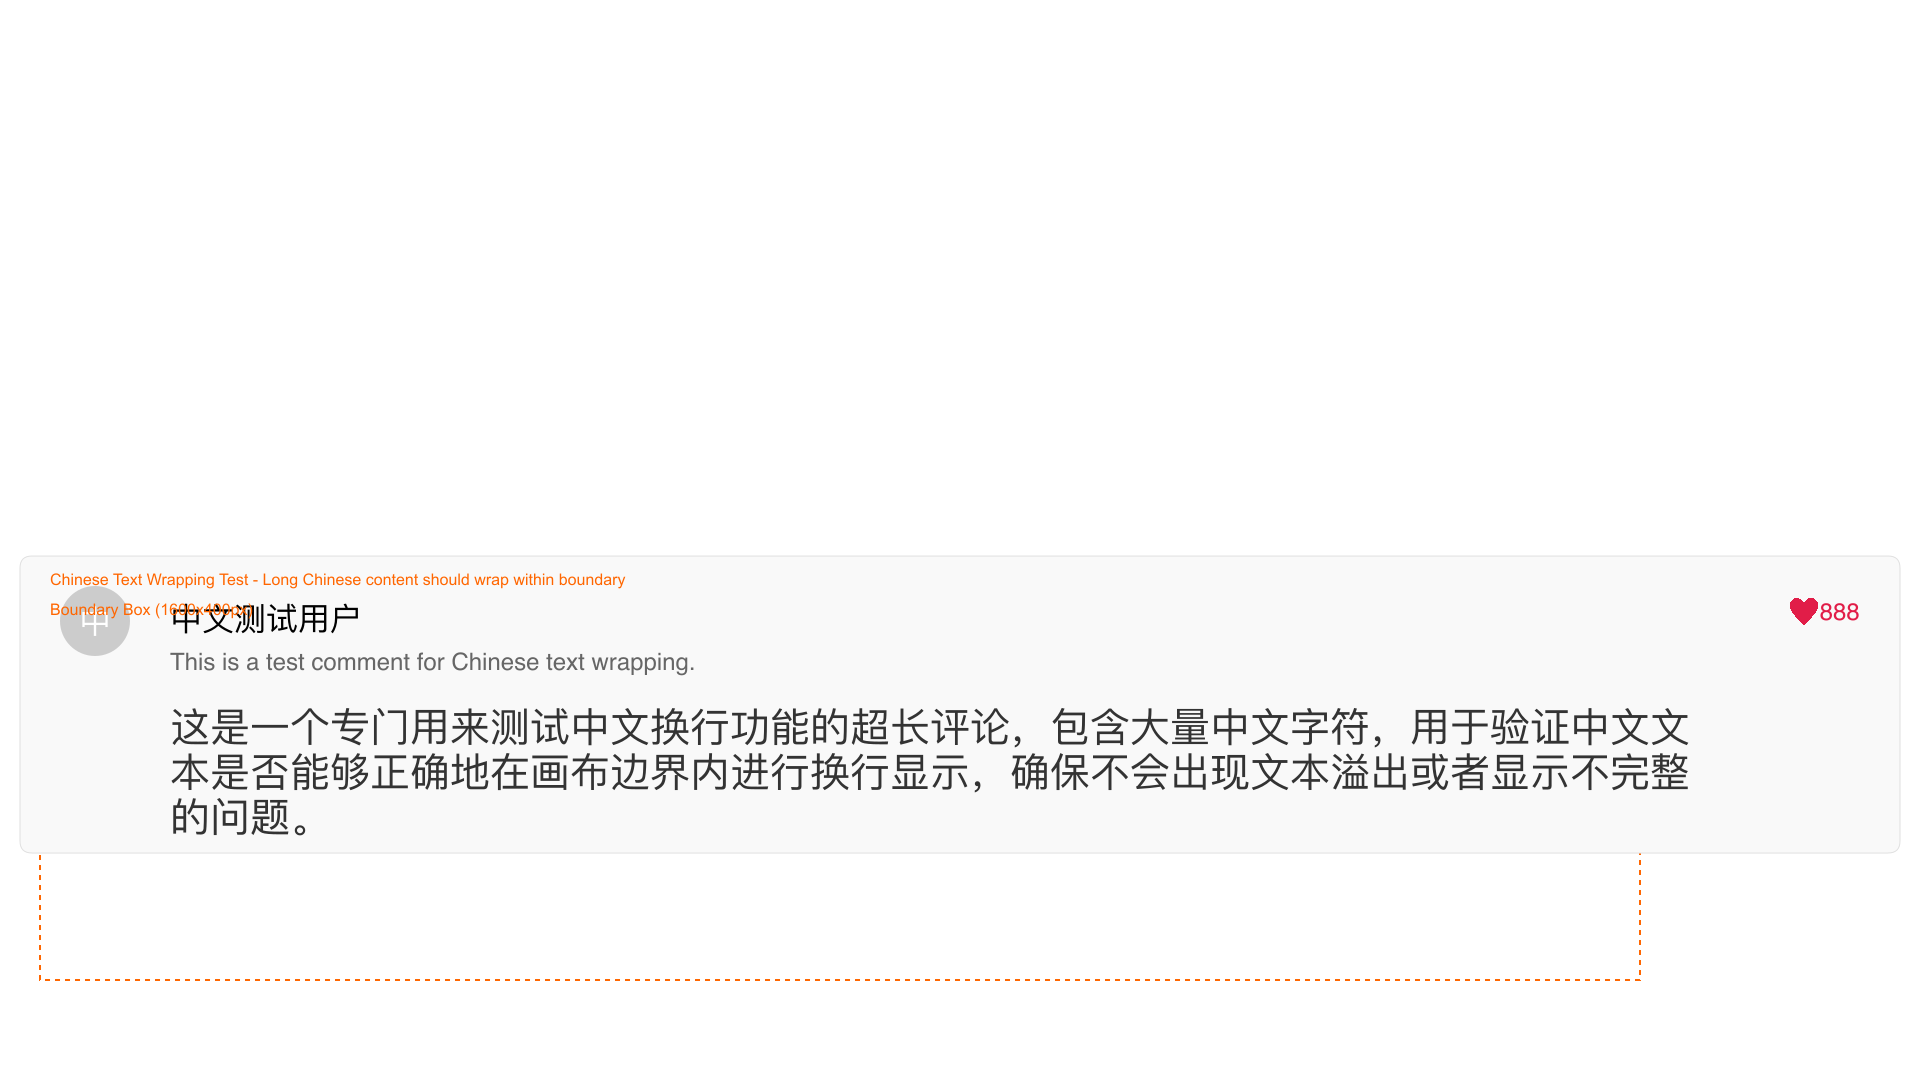 Chinese Text Wrapping Test - Long Chinese content should wrap within boundary
Boundary Box (1600x400px)
中
中文测试用户
888
This is a test comment for Chinese text wrapping.
这是一个专门用来测试中文换行功能的超长评论，包含大量中文字符，用于验证中文文
本是否能够正确地在画布边界内进行换行显示，确保不会出现文本溢出或者显示不完整
的问题。